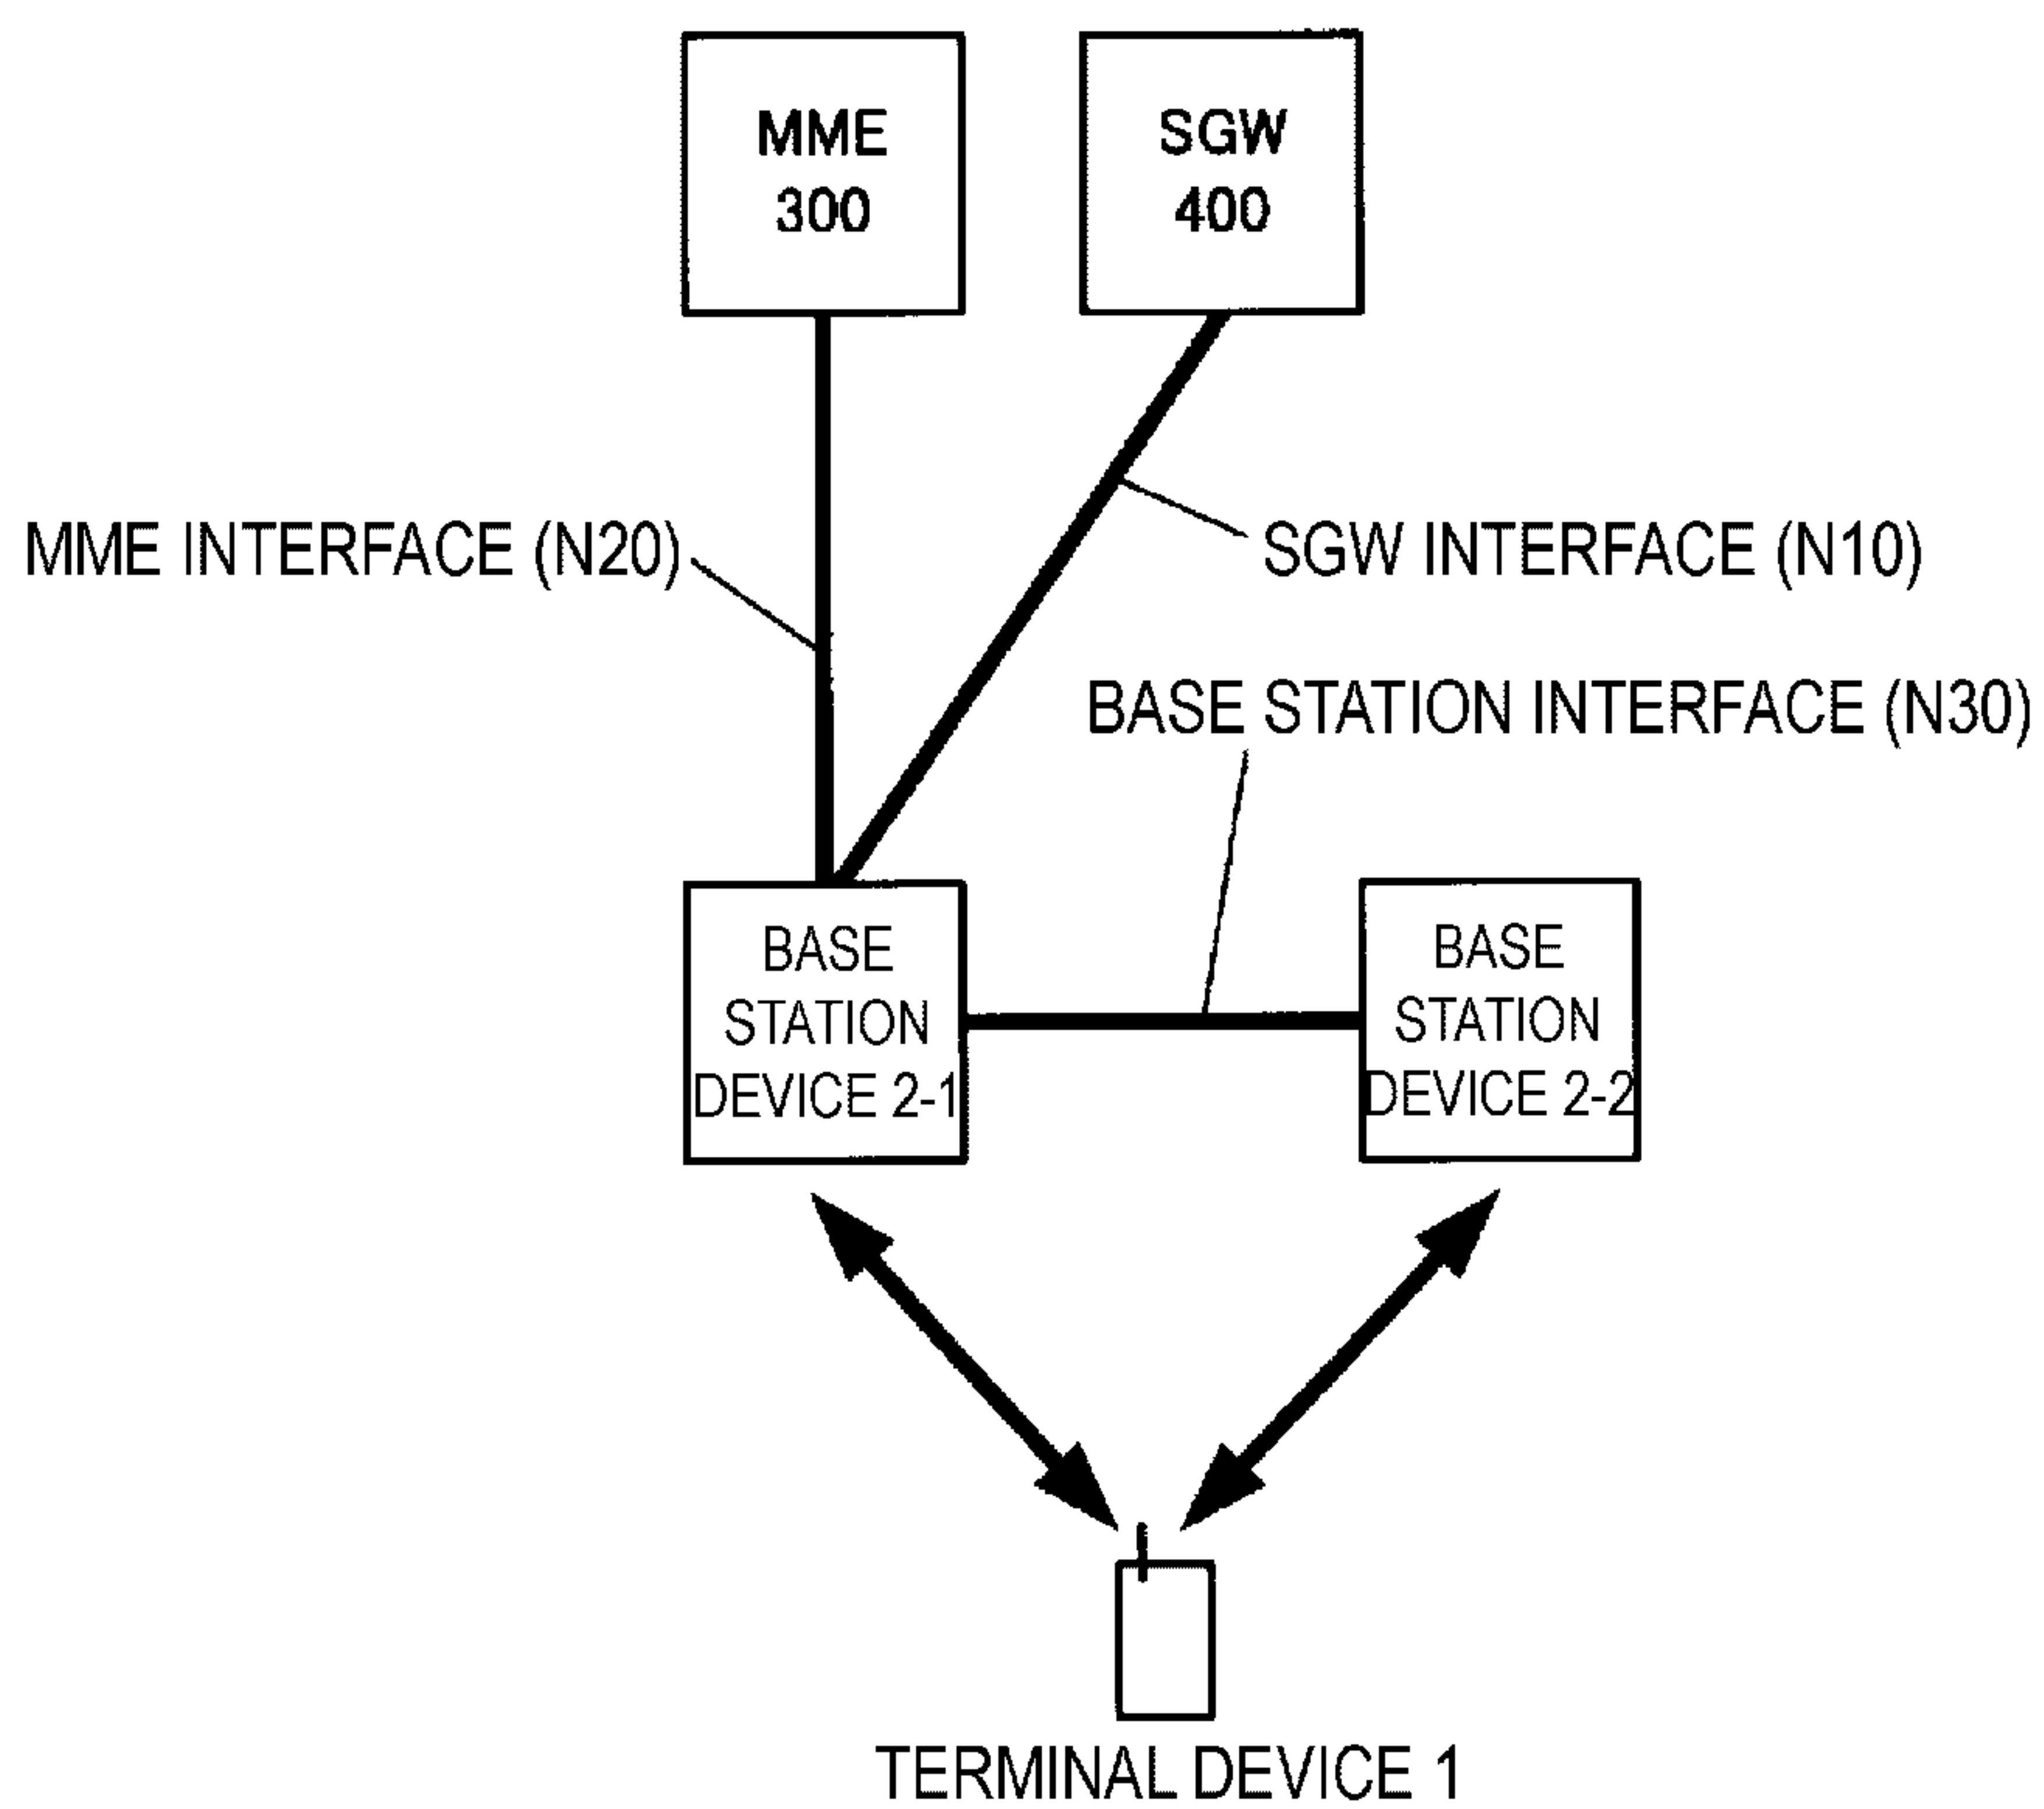 MME
300
SGW
400
MME INTERFACE (N20)
SGW INTERFACE (N10)
BASE STATION INTERFACE (N30)
BASE
STATION
DEVICE 2-1
BASE
STATION
DEVICE 2-2
TERMINAL DEVICE 1